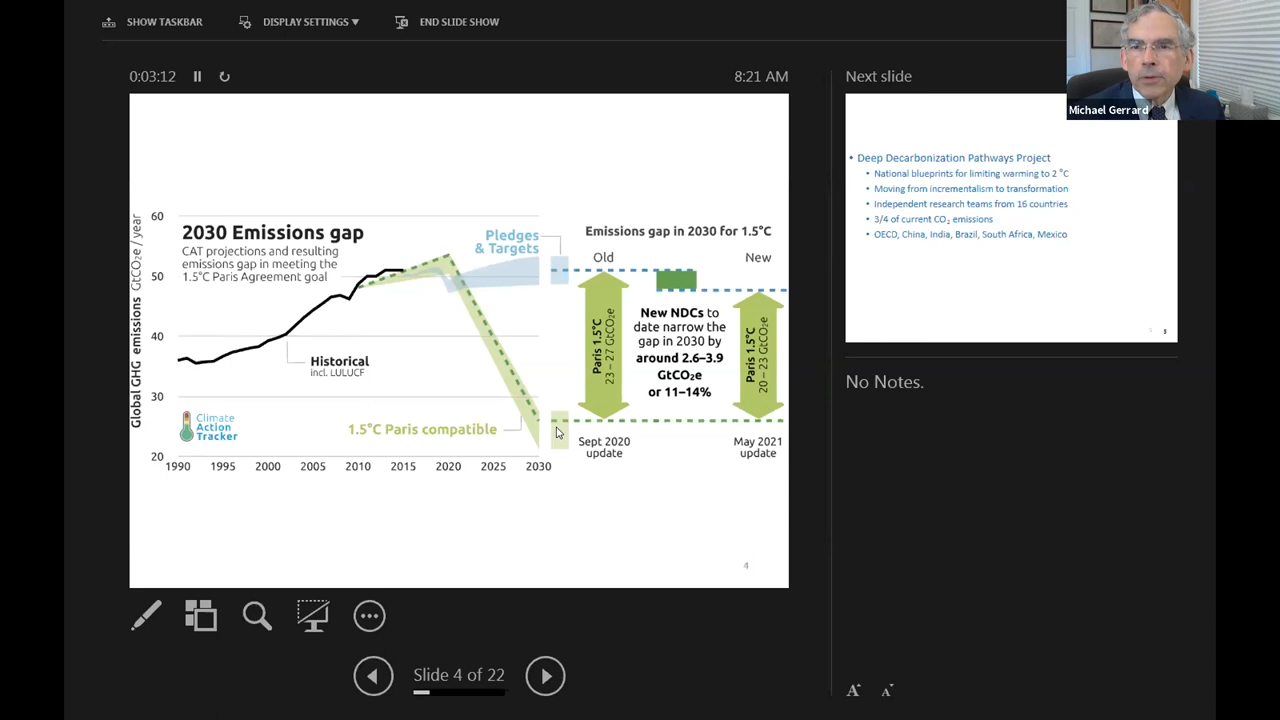 SHOW TASKBAR
DISPLAY SETTINGS ▼
END SLIDE SHOW
0:03:12
8:21 AM
Next slide
Michael Gerrard
60
50
40
30
20
Global GHG emissions GtCO₂e / year
2030 Emissions gap
CAT projections and resulting
emissions gap in meeting the
1.5°C Paris Agreement goal
Pledges
& Targets
Historical
incl. LULUCF
Climate
Action
Tracker
1.5°C Paris compatible
1990 1995 2000 2005 2010 2015 2020 2025 2030
Emissions gap in 2030 for 1.5°C
Old
New
Paris 1.5°C
23 – 27 GtCO₂e
New NDCs to
date narrow the
gap in 2030 by
around 2.6–3.9
GtCO₂e
or 11–14%
Paris 1.5°C
20 – 23 GtCO₂e
Sept 2020
update
May 2021
update
4
• Deep Decarbonization Pathways Project
• National blueprints for limiting warming to 2 °C
• Moving from incrementalism to transformation
• Independent research teams from 16 countries
• 3/4 of current CO₂ emissions
• OECD, China, India, Brazil, South Africa, Mexico
No Notes.
Slide 4 of 22
A A